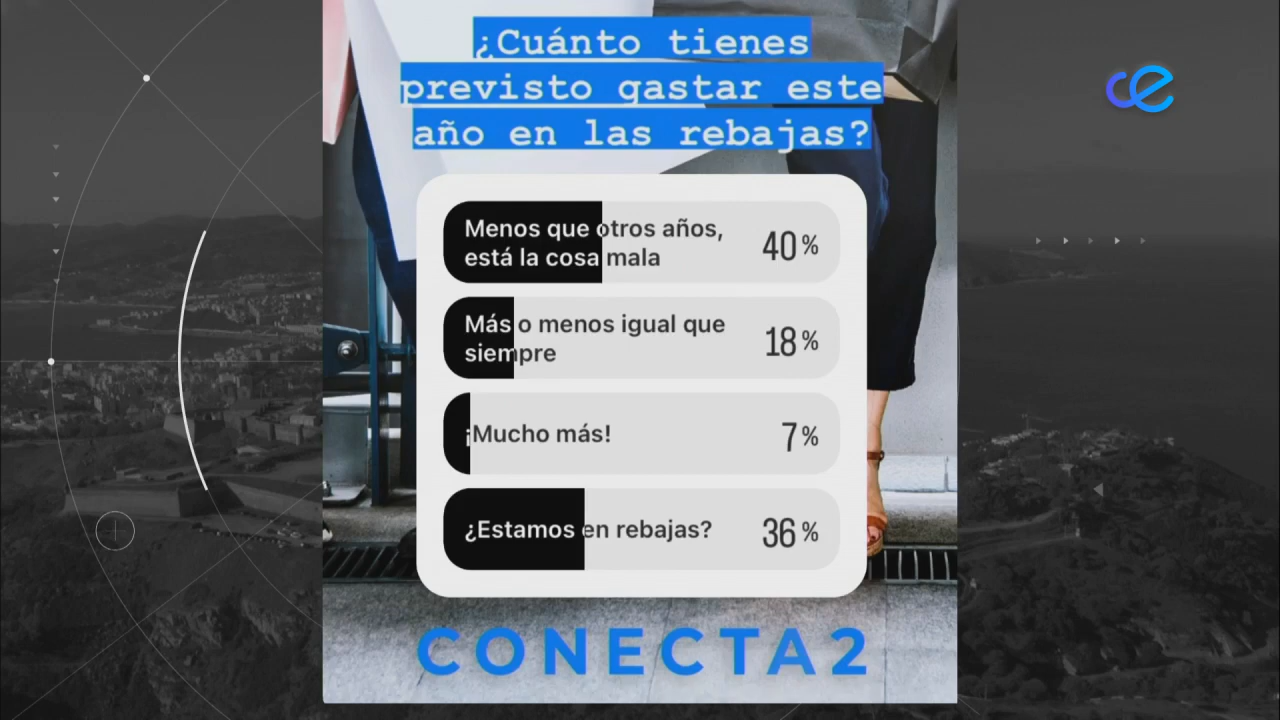 ¿Cuánto tienes
previsto gastar este
año en las rebajas?
ce
Menos que otros años,
está la cosa mala
40%
Más o menos igual que
siempre
18%
¡Mucho más!
7%
¿Estamos en rebajas?
36%
CONECTA2